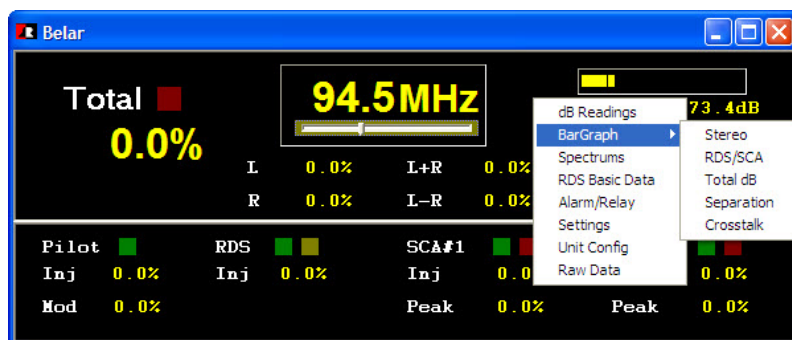 Belar
Total
94.5MHz
73.4dB
0.0%
L 0.0% L+R 0.0%
R 0.0% L-R 0.0%
dB Readings
BarGraph
Spectrums
RDS Basic Data
Alarm/Relay
Settings
Unit Config
Raw Data
Stereo
RDS/SCA
Total dB
Separation
Crosstalk
Pilot RDS SCA#1
Inj 0.0% Inj 0.0% Inj 0.0 0.0%
Mod 0.0% Peak 0.0% Peak 0.0%